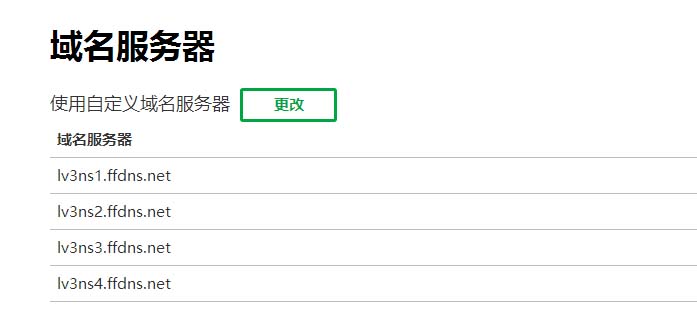 域名服务器
使用自定义域名服务器 更改
域名服务器
lv3ns1.ffdns.net
lv3ns2.ffdns.net
lv3ns3.ffdns.net
lv3ns4.ffdns.net